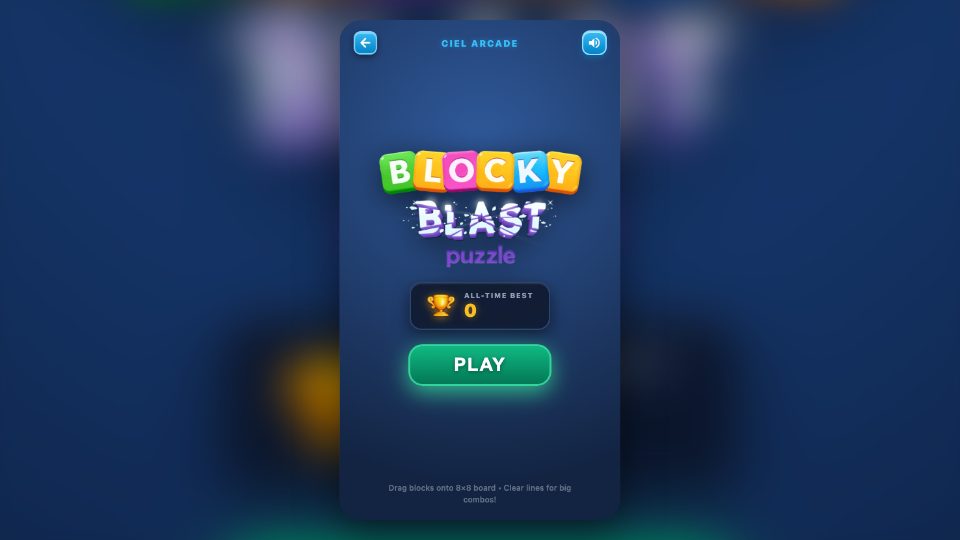 CIEL ARCADE
BLOCKY
BLAST
puzzle
ALL-TIME BEST
0
PLAY
Drag blocks onto 8×8 board • Clear lines for big
combos!